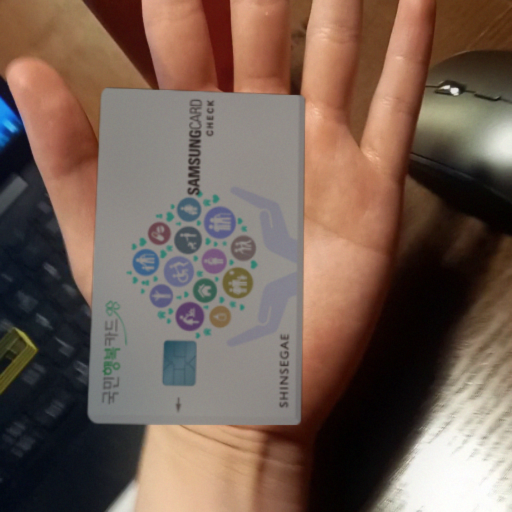 국민행복카드
SAMSUNGCARD
CHECK
SHINSEGAE